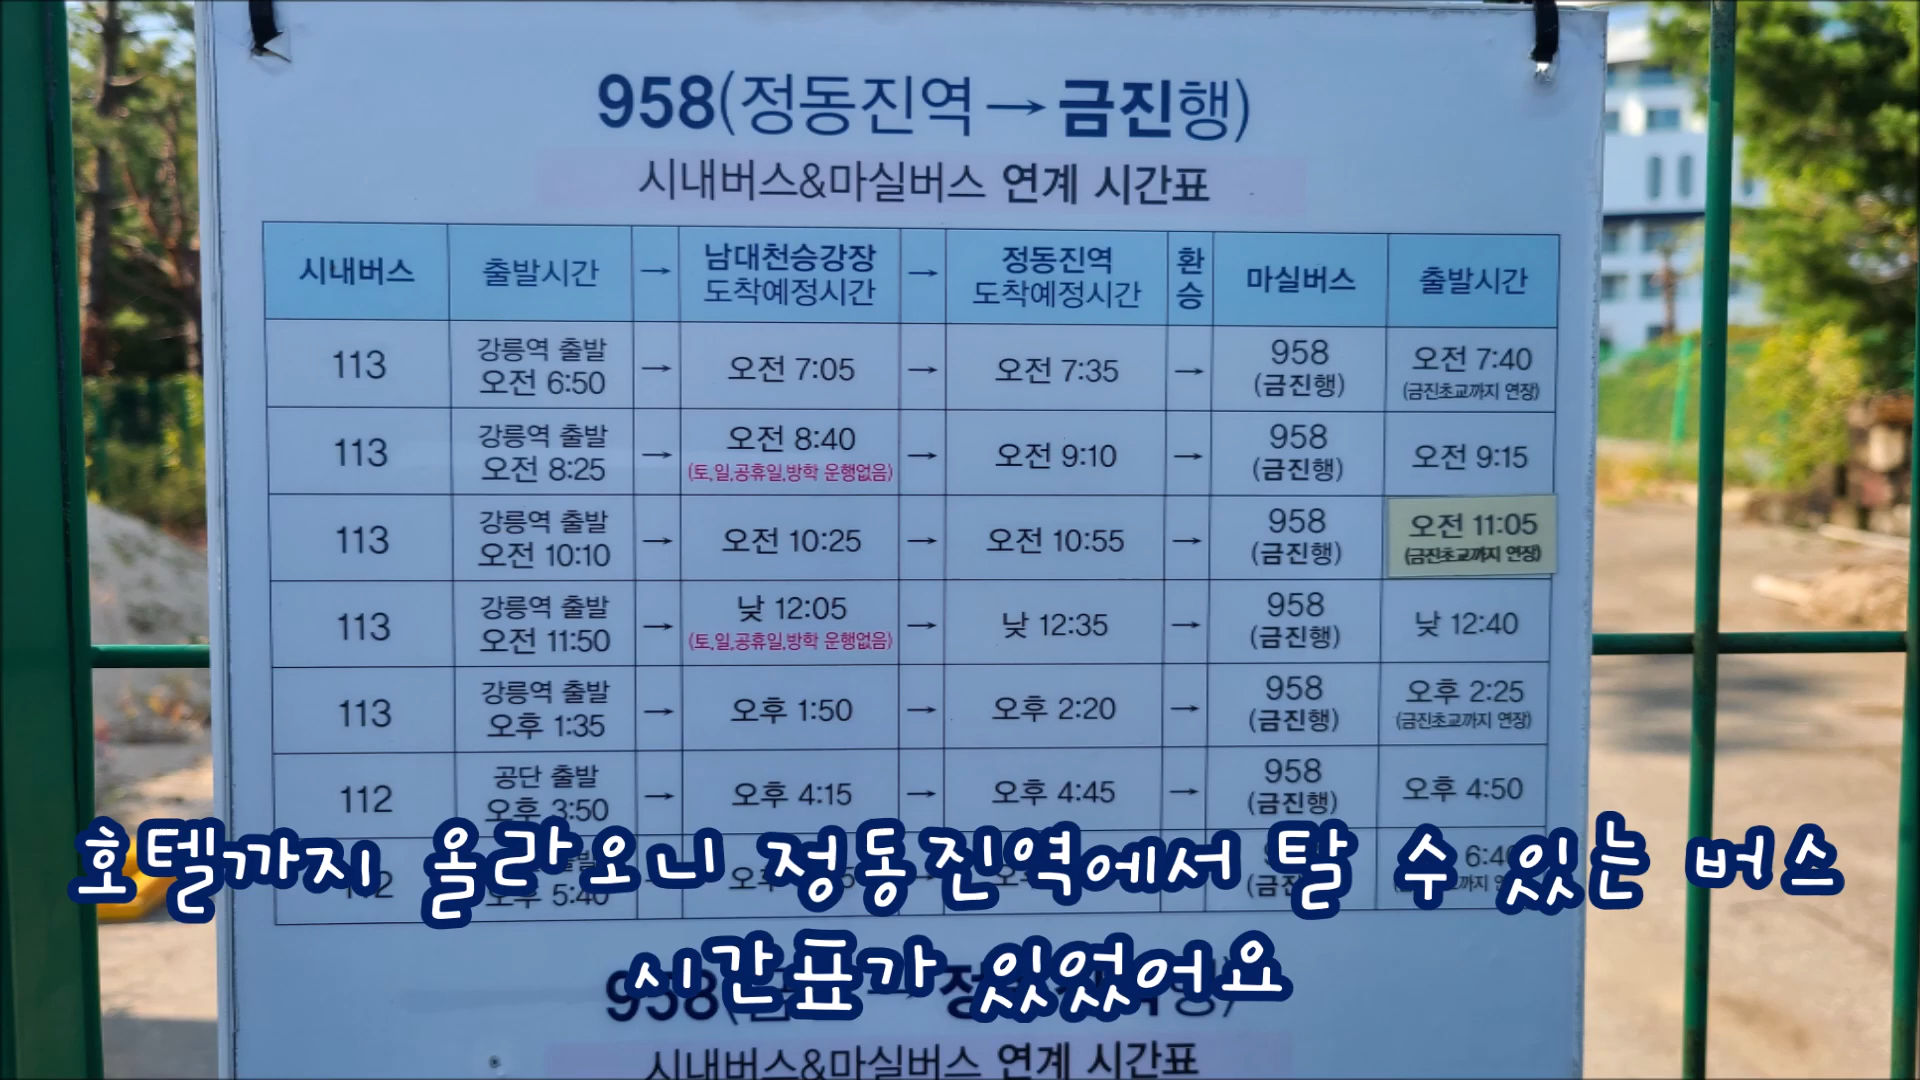 958(정동진역→금진행)
시내버스&마실버스 연계 시간표
시내버스 출발시간 → 남대천승강장 도착예정시간 → 정동진역 도착예정시간 환승 마실버스 출발시간
113 강릉역 출발 오전 6:50 → 오전 7:05 → 오전 7:35 → 958 (금진행) 오전 7:40 (금진초교까지 연장)
113 강릉역 출발 오전 8:25 → 오전 8:40 (토,일,공휴일,방학 운행없음) → 오전 9:10 → 958 (금진행) 오전 9:15
113 강릉역 출발 오전 10:10 → 오전 10:25 → 오전 10:55 → 958 (금진행) 오전 11:05 (금진초교까지 연장)
113 강릉역 출발 오전 11:50 → 낮 12:05 (토,일,공휴일,방학 운행없음) → 낮 12:35 → 958 (금진행) 낮 12:40
113 강릉역 출발 오후 1:35 → 오후 1:50 → 오후 2:20 → 958 (금진행) 오후 2:25 (금진초교까지 연장)
112 공단 출발 오후 3:50 → 오후 4:15 → 오후 4:45 → 958 (금진행) 오후 4:50
오후 5:40
호텔까지 올라오니 정동진역에서 탈 수 있는 버스
시간표가 있었어요
958
시내버스&마실버스 연계 시간표